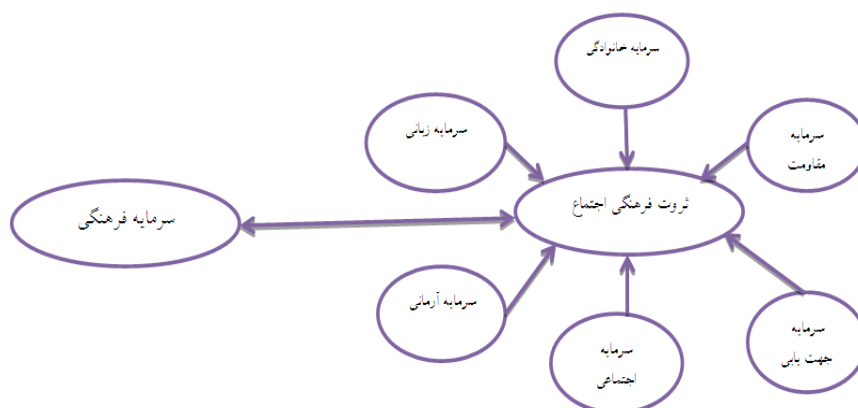 سرمایه خانوادگی
سرمایه زبانی
سرمایه
مقاومت
ثروت فرهنگی اجتماع
سرمایه فرهنگی
سرمایه آرمانی
سرمایه
اجتماعی
سرمایه
جهت یابی